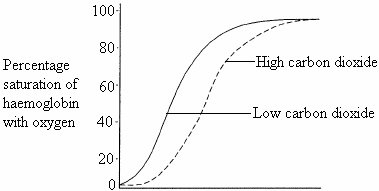 100
80
60
40
20
0
Percentage
saturation of
haemoglobin
with oxygen
High carbon dioxide
Low carbon dioxide